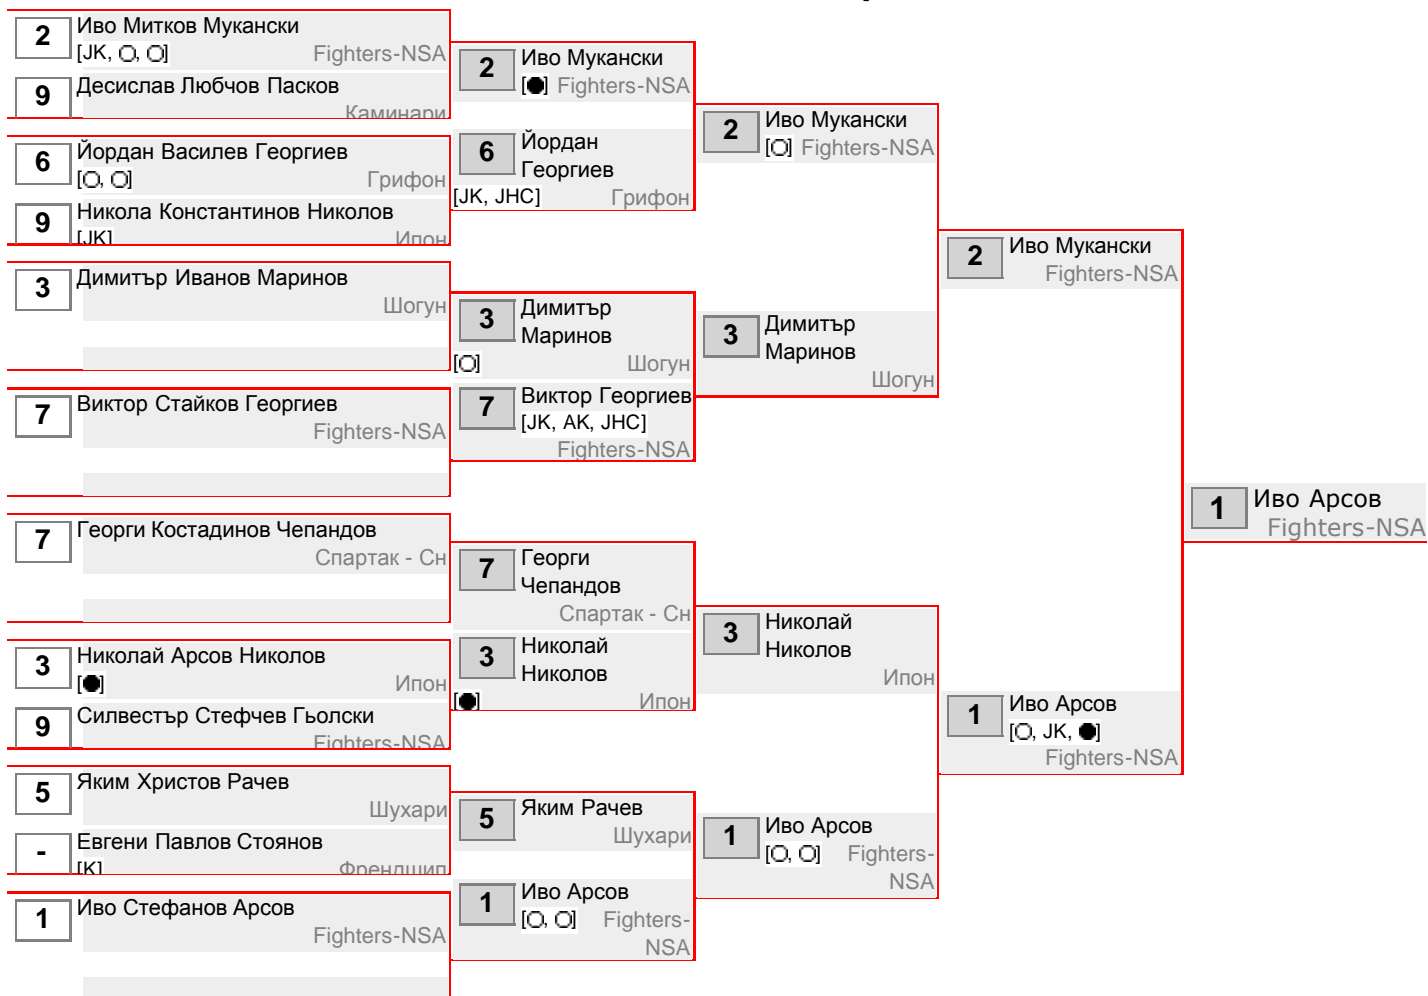 2 Иво Митков Мукански
[JK, O, O] Fighters-NSA
9 Десислав Любчов Пасков
Каминари
6 Йордан Василев Георгиев
[O, O] Грифон
9 Никола Константинов Николов
[JK] Ипон
3 Димитър Иванов Маринов
Шогун
7 Виктор Стайков Георгиев
Fighters-NSA
7 Георги Костадинов Чепандов
Спартак - Сн
3 Николай Арсов Николов
[●] Ипон
9 Силвестър Стефчев Гьолски
Fighters-NSA
5 Яким Христов Рачев
Шухари
- Евгени Павлов Стоянов
[K] Френдшип
1 Иво Стефанов Арсов
Fighters-NSA
2 Иво Мукански
[●] Fighters-NSA
6 Йордан
Георгиев
[JK, JHC] Грифон
3 Димитър
Маринов
[O] Шогун
7 Виктор Георгиев
[JK, AK, JHC]
Fighters-NSA
7 Георги
Чепандов
Спартак - Сн
3 Николай
Николов
[●] Ипон
5 Яким Рачев
Шухари
1 Иво Арсов
[O, O] Fighters-
NSA
2 Иво Мукански
[O] Fighters-NSA
3 Димитър
Маринов
Шогун
3 Николай
Николов
Ипон
1 Иво Арсов
[O, O] Fighters-
NSA
2 Иво Мукански
Fighters-NSA
1 Иво Арсов
[O, JK, ●]
Fighters-NSA
1 Иво Арсов
Fighters-NSA